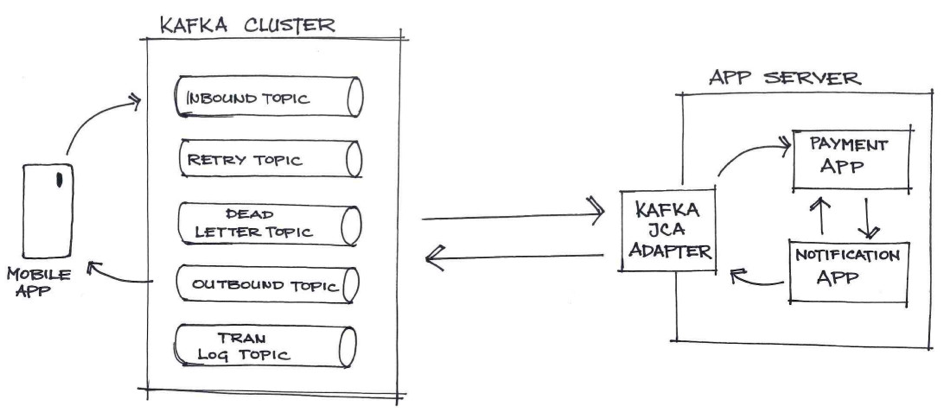 KAFKA CLUSTER
INBOUND TOPIC
RETRY TOPIC
DEAD
LETTER TOPIC
OUTBOUND TOPIC
TRAN
LOG TOPIC
MOBILE
APP
APP SERVER
KAFKA
JCA
ADAPTER
PAYMENT
APP
NOTIFICATION
APP